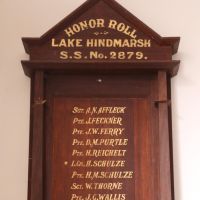 HONOR ROLL
LAKE HINDMARSH
S.S. No. 2879.
Sgt. A.N. AFFLECK
Pte. J. FECKNER
Pte. J.W. FERRY
Pte. D.M. PURTLE
Pte. H. REICHELT
L.Cpl. B. SCHULZE
Pte. H.M. SCHULZE
Sgt. W. THORNE
Pte. J.G. WALLIS